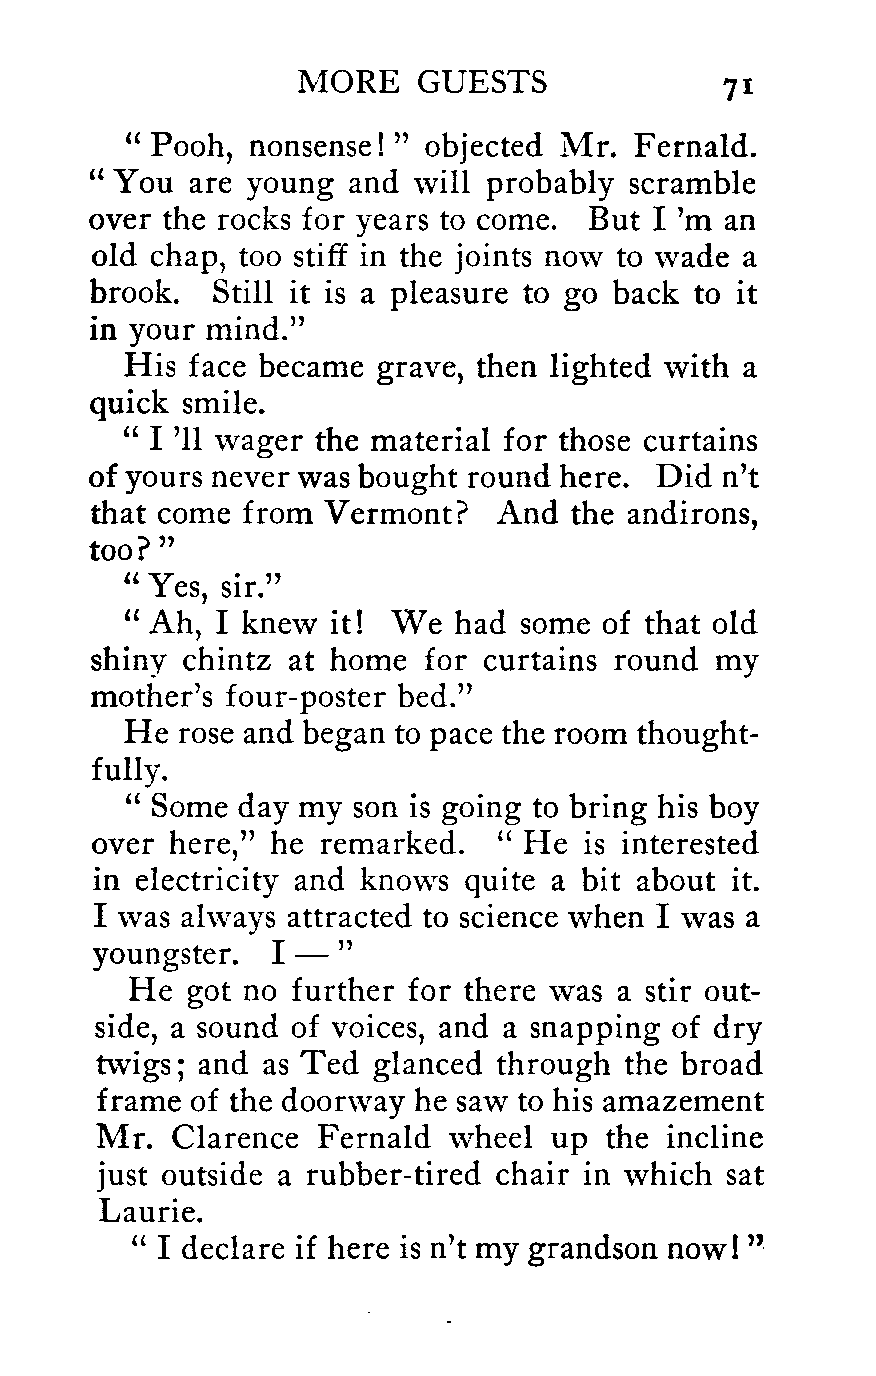 MORE GUESTS 71
“ Pooh, nonsense! ” objected Mr. Fernald.
“ You are young and will probably scramble
over the rocks for years to come. But I ’m an
old chap, too stiff in the joints now to wade a
brook. Still it is a pleasure to go back to it
in your mind.”
His face became grave, then lighted with a
quick smile.
“ I ’ll wager the material for those curtains
of yours never was bought round here. Did n’t
that come from Vermont? And the andirons,
too? ”
“ Yes, sir.”
“ Ah, I knew it! We had some of that old
shiny chintz at home for curtains round my
mother’s four-poster bed.”
He rose and began to pace the room thought-
fully.
“ Some day my son is going to bring his boy
over here,” he remarked. “ He is interested
in electricity and knows quite a bit about it.
I was always attracted to science when I was a
youngster. I — ”
He got no further for there was a stir out-
side, a sound of voices, and a snapping of dry
twigs; and as Ted glanced through the broad
frame of the doorway he saw to his amazement
Mr. Clarence Fernald wheel up the incline
just outside a rubber-tired chair in which sat
Laurie.
“ I declare if here is n’t my grandson now! ”